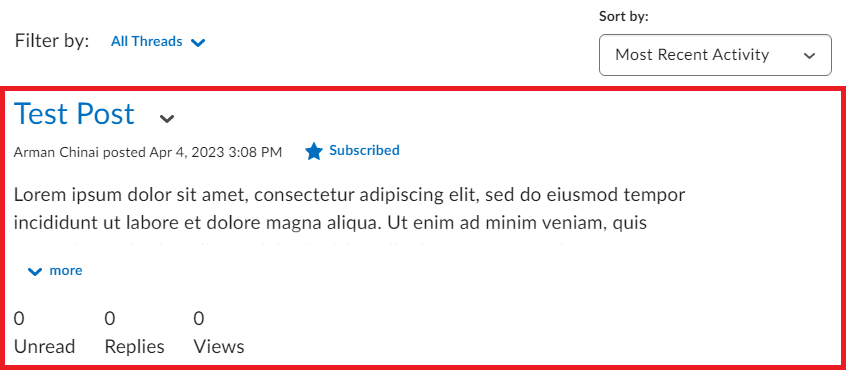 Sort by:
Filter by: All Threads
Most Recent Activity
Test Post
Arman Chinai posted Apr 4, 2023 3:08 PM Subscribed
Lorem ipsum dolor sit amet, consectetur adipiscing elit, sed do eiusmod tempor
incididunt ut labore et dolore magna aliqua. Ut enim ad minim veniam, quis
more
0 0 0
Unread Replies Views